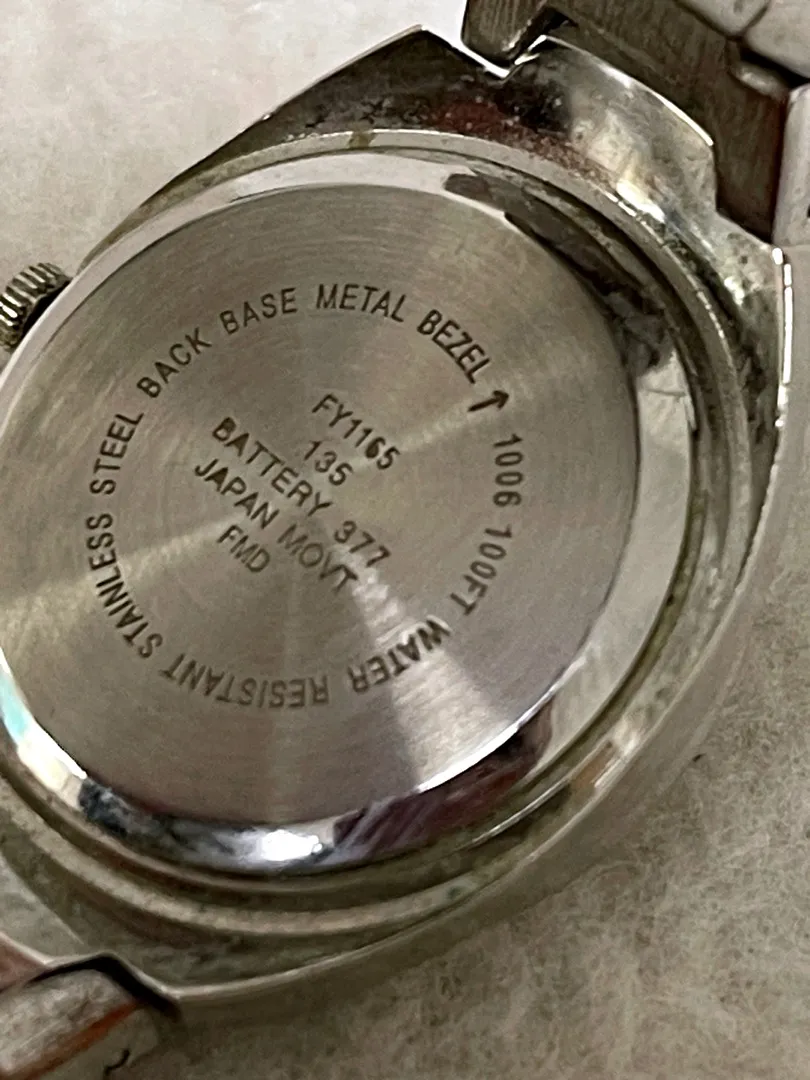 1006 100FT WATER RESISTANT STAINLESS STEEL BACK BASE METAL BEZEL ↑
FY1165
135
BATTERY 377
JAPAN MOVT
FMD